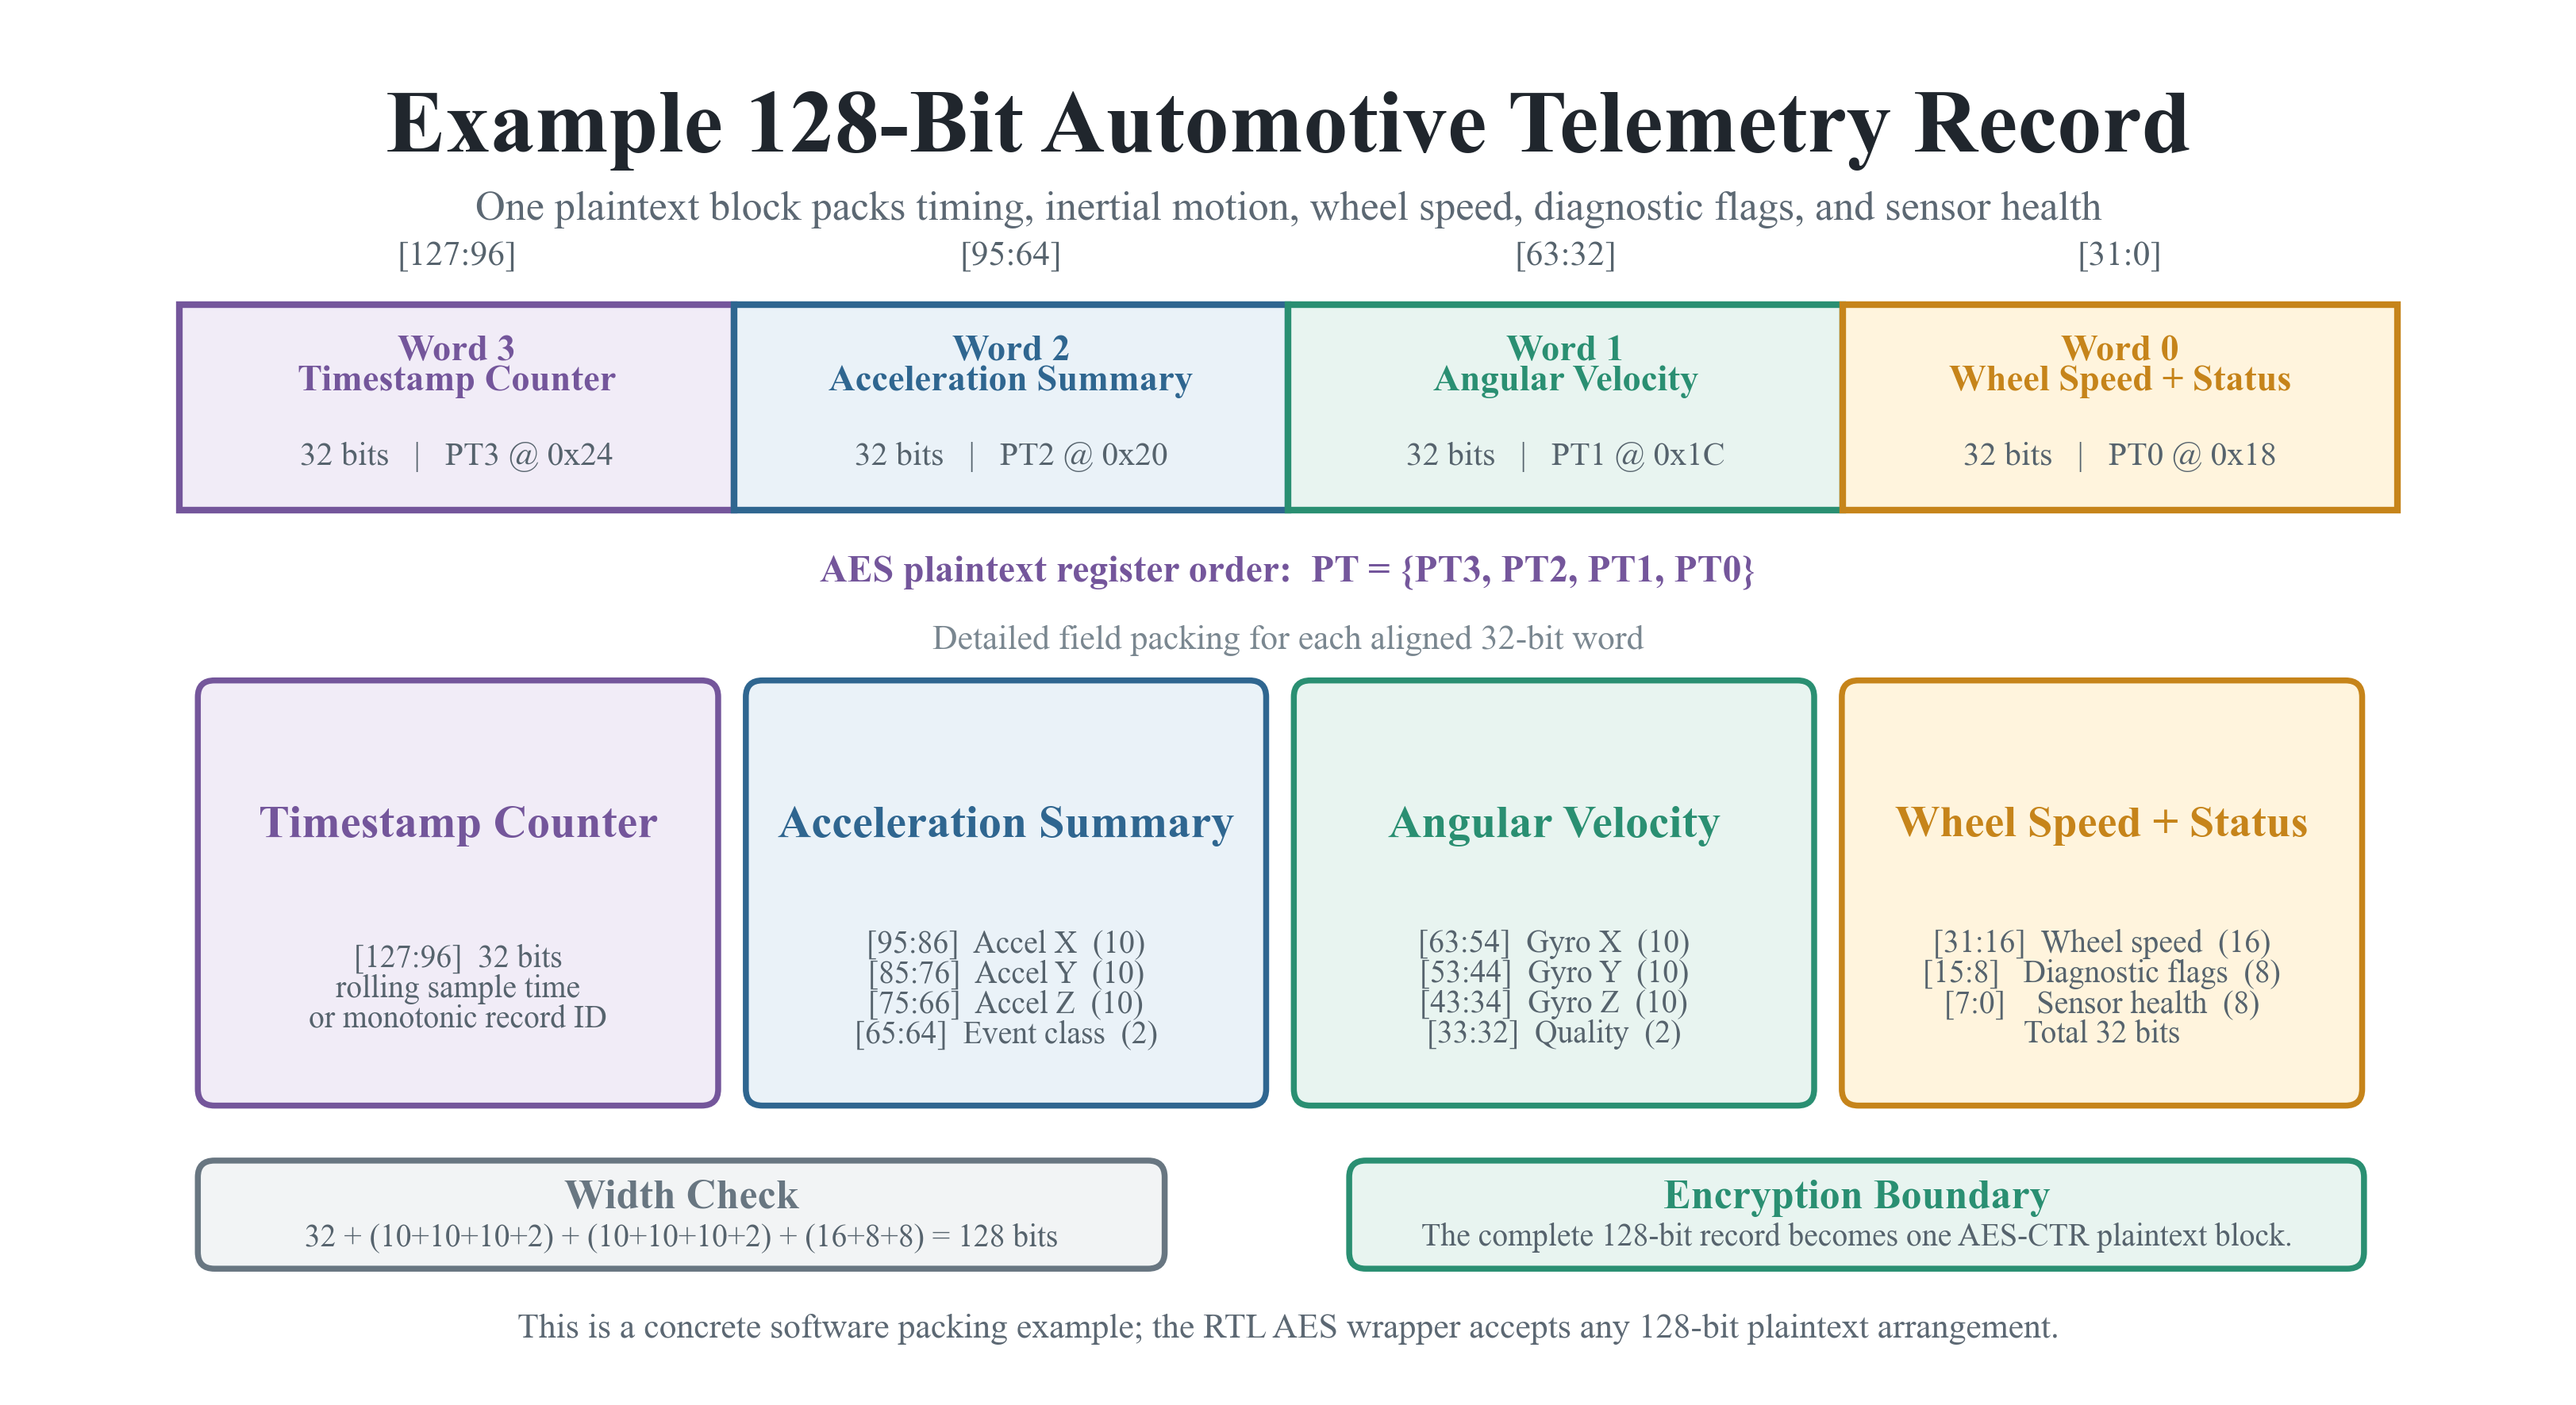 Example 128-Bit Automotive Telemetry Record
One plaintext block packs timing, inertial motion, wheel speed, diagnostic flags, and sensor health
[127:96]
[95:64]
[63:32]
[31:0]
Word 3
Timestamp Counter
32 bits | PT3 @ 0x24
Word 2
Acceleration Summary
32 bits | PT2 @ 0x20
Word 1
Angular Velocity
32 bits | PT1 @ 0x1C
Word 0
Wheel Speed + Status
32 bits | PT0 @ 0x18
AES plaintext register order: PT = {PT3, PT2, PT1, PT0}
Detailed field packing for each aligned 32-bit word
Timestamp Counter
[127:96] 32 bits
rolling sample time
or monotonic record ID
Acceleration Summary
[95:86] Accel X (10)
[85:76] Accel Y (10)
[75:66] Accel Z (10)
[65:64] Event class (2)
Angular Velocity
[63:54] Gyro X (10)
[53:44] Gyro Y (10)
[43:34] Gyro Z (10)
[33:32] Quality (2)
Wheel Speed + Status
[31:16] Wheel speed (16)
[15:8] Diagnostic flags (8)
[7:0] Sensor health (8)
Total 32 bits
Width Check
32 + (10+10+10+2) + (10+10+10+2) + (16+8+8) = 128 bits
Encryption Boundary
The complete 128-bit record becomes one AES-CTR plaintext block.
This is a concrete software packing example; the RTL AES wrapper accepts any 128-bit plaintext arrangement.